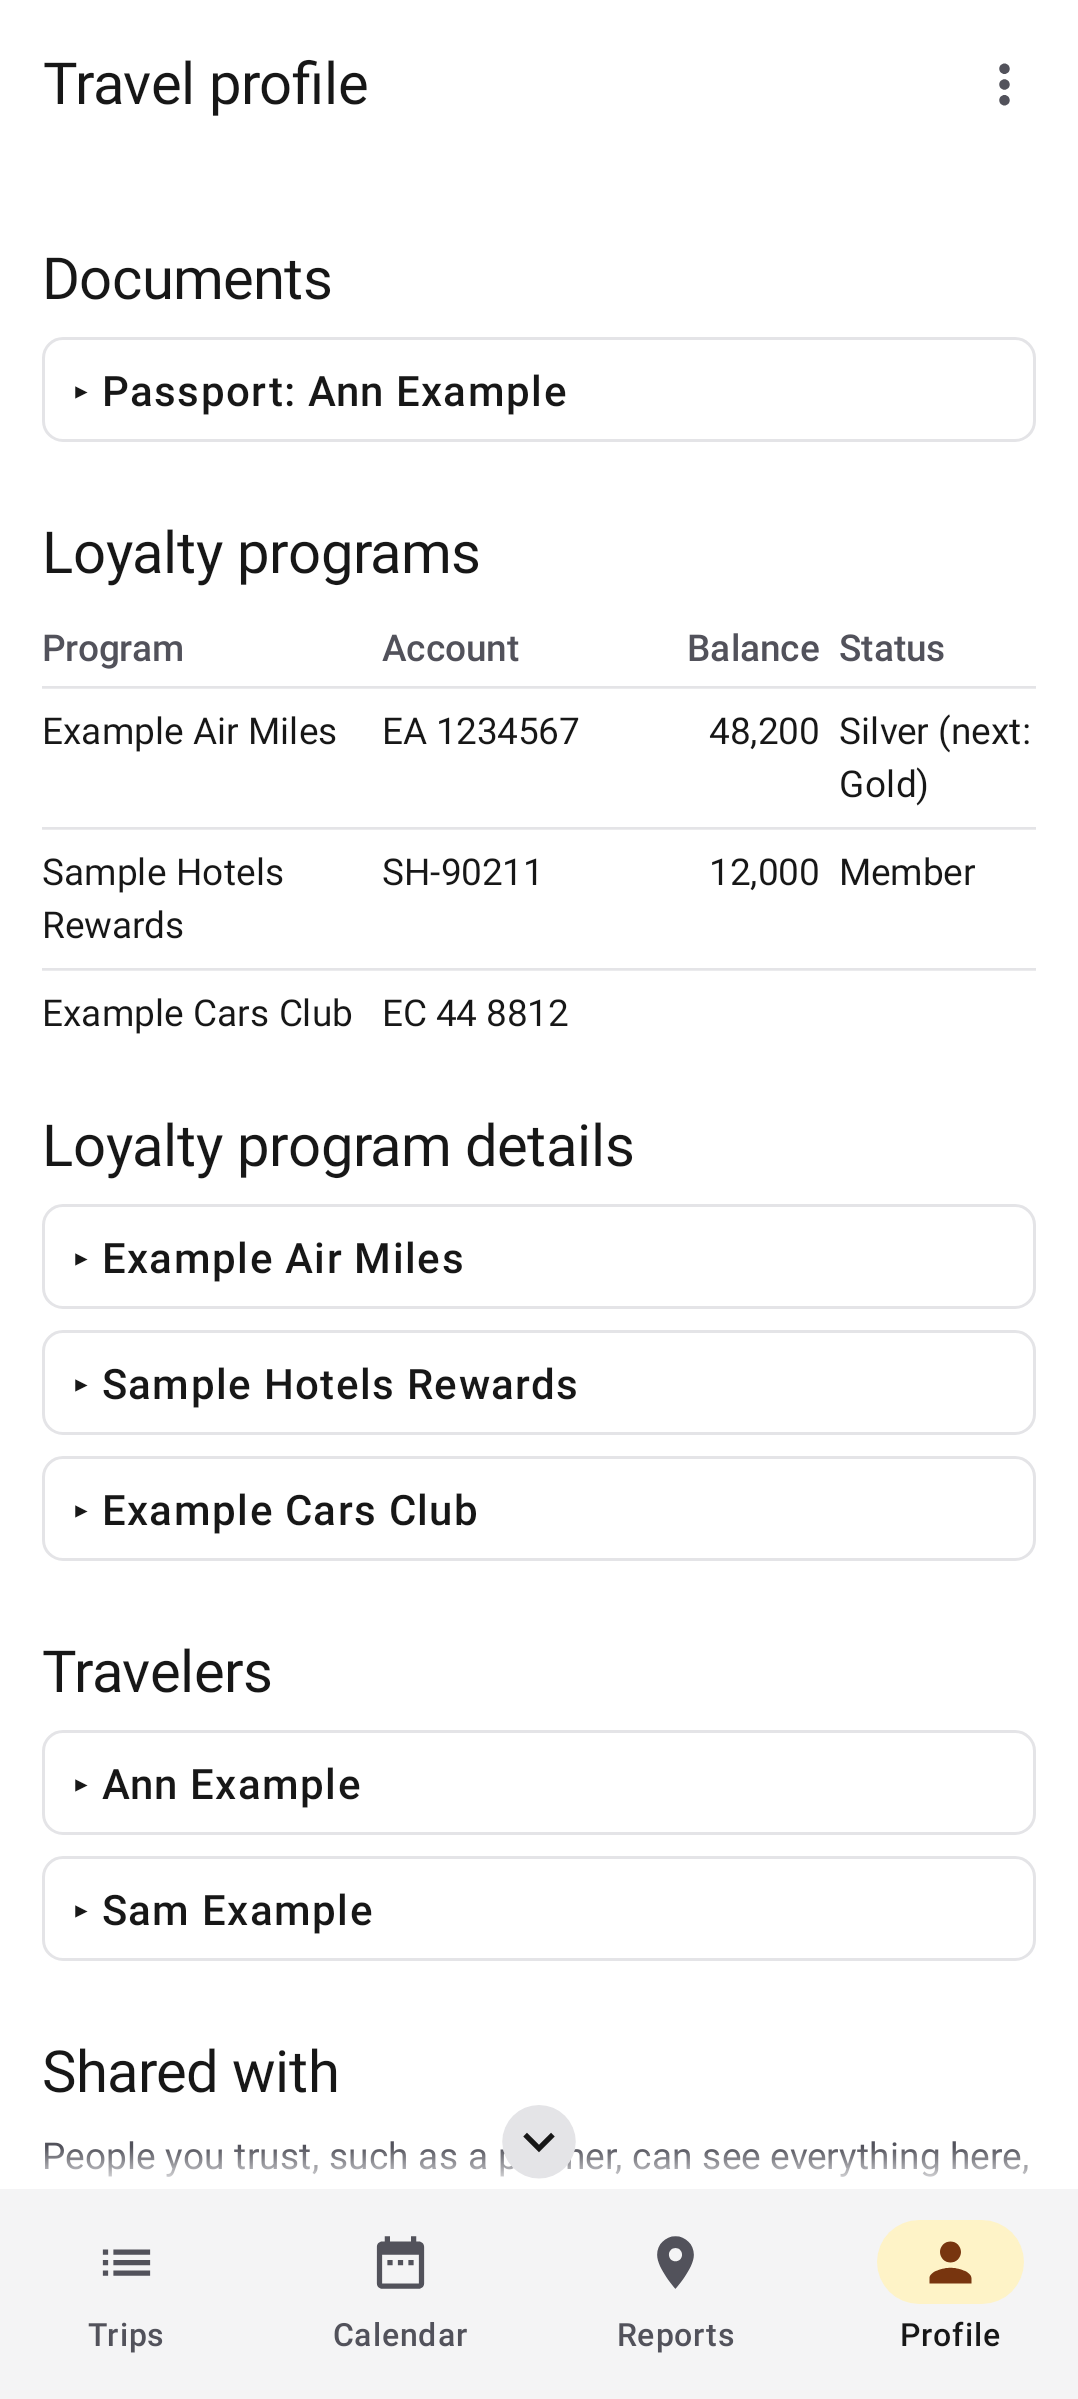 Travel profile
Documents
▸ Passport: Ann Example
Loyalty programs
Program Account Balance Status
Example Air Miles EA 1234567 48,200 Silver (next:
Gold)
Sample Hotels SH-90211 12,000 Member
Rewards
Example Cars Club EC 44 8812
Loyalty program details
▸ Example Air Miles
▸ Sample Hotels Rewards
▸ Example Cars Club
Travelers
▸ Ann Example
▸ Sam Example
Shared with
People you trust, such as a can see everything here,
Trips Calendar Reports Profile